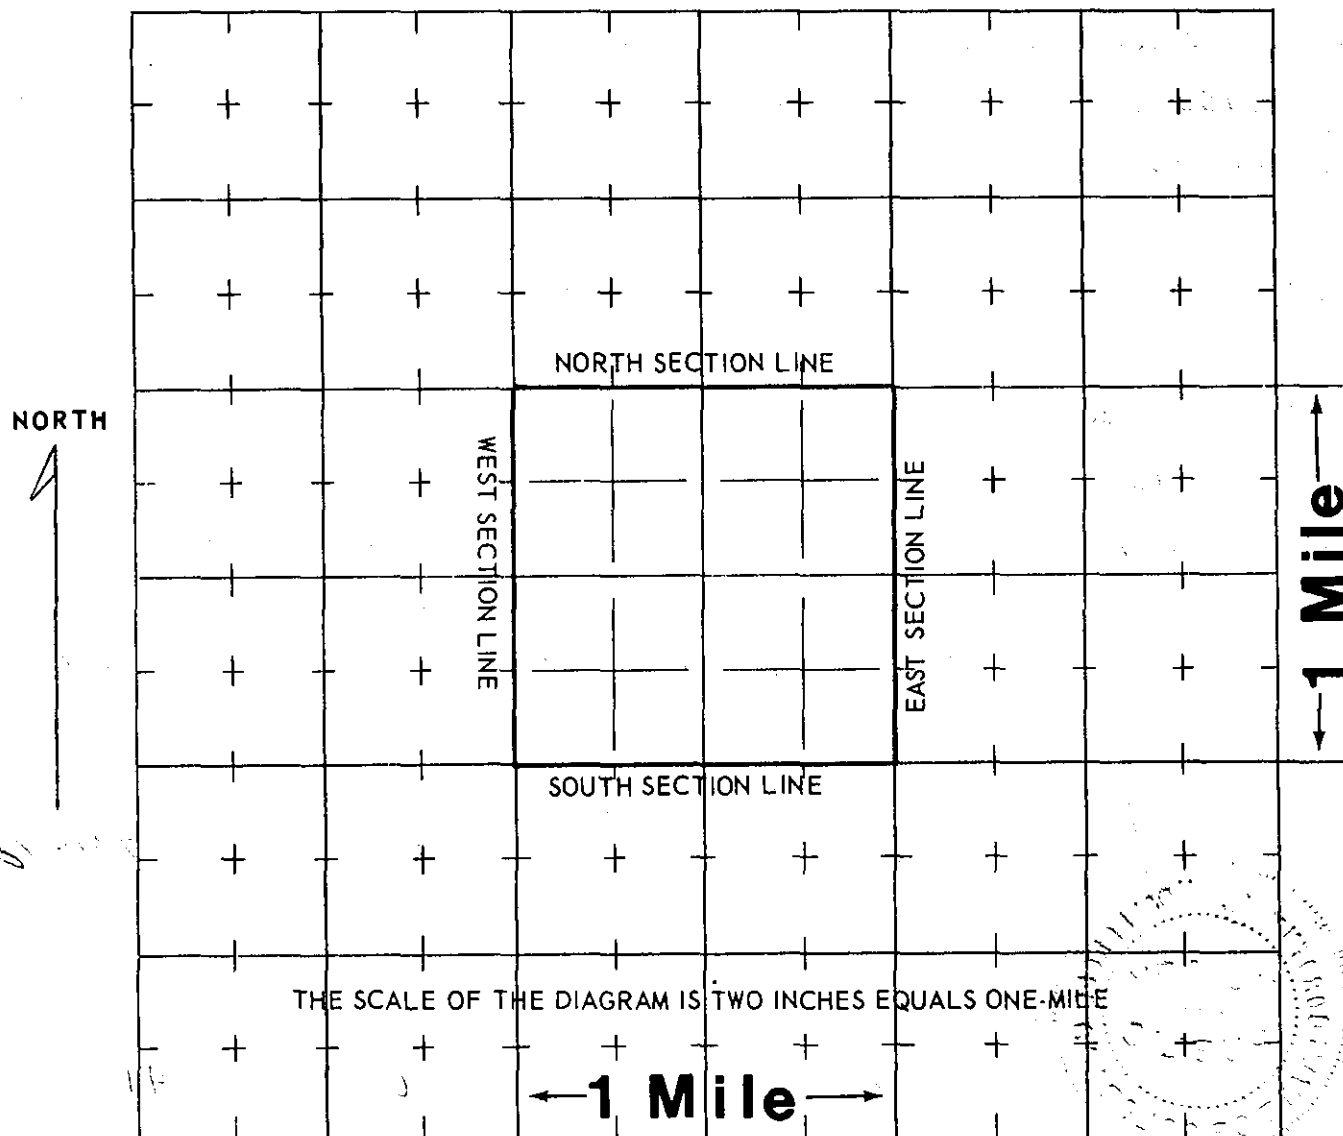 NORTH SECTION LINE
NORTH
WEST SECTION LINE
EAST SECTION LINE
1 Mile
SOUTH SECTION LINE
THE SCALE OF THE DIAGRAM IS TWO INCHES EQUALS ONE-MILE
1 Mile